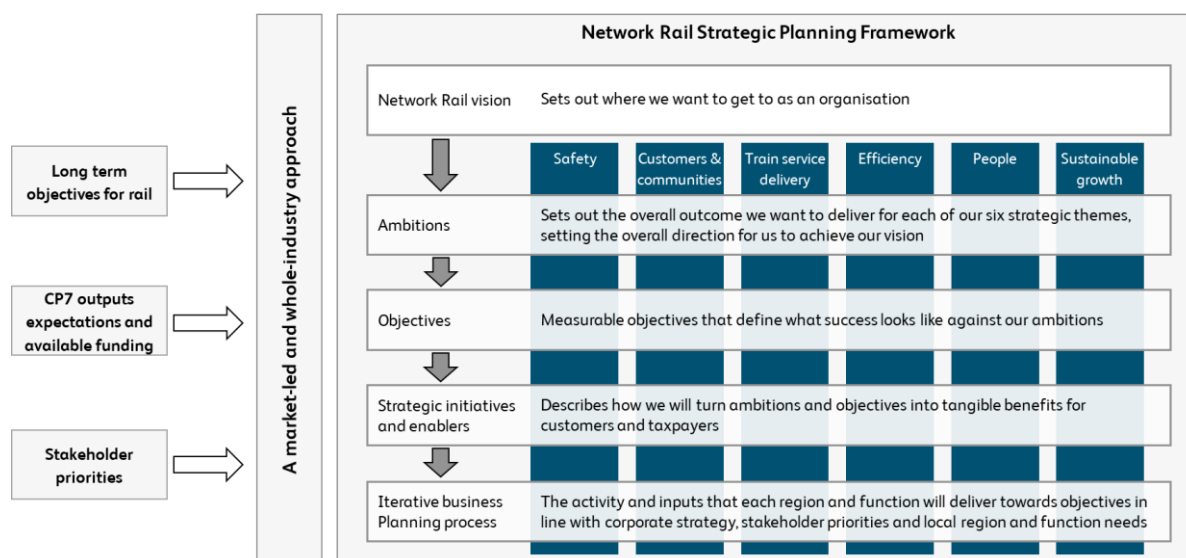 Long term
objectives for rail
CP7 outputs
expectations and
available funding
Stakeholder
priorities
A market-led and whole-industry approach
Network Rail Strategic Planning Framework
Network Rail vision
Sets out where we want to get to as an organisation
Safety
Customers &
communities
Train service
delivery
Efficiency
People
Sustainable
growth
Ambitions
Sets out the overall outcome we want to deliver for each of our six strategic themes,
setting the overall direction for us to achieve our vision
Objectives
Measurable objectives that define what success looks like against our ambitions
Strategic initiatives
and enablers
Describes how we will turn ambitions and objectives into tangible benefits for
customers and taxpayers
Iterative business
Planning process
The activity and inputs that each region and function will deliver towards objectives in
line with corporate strategy, stakeholder priorities and local region and function needs